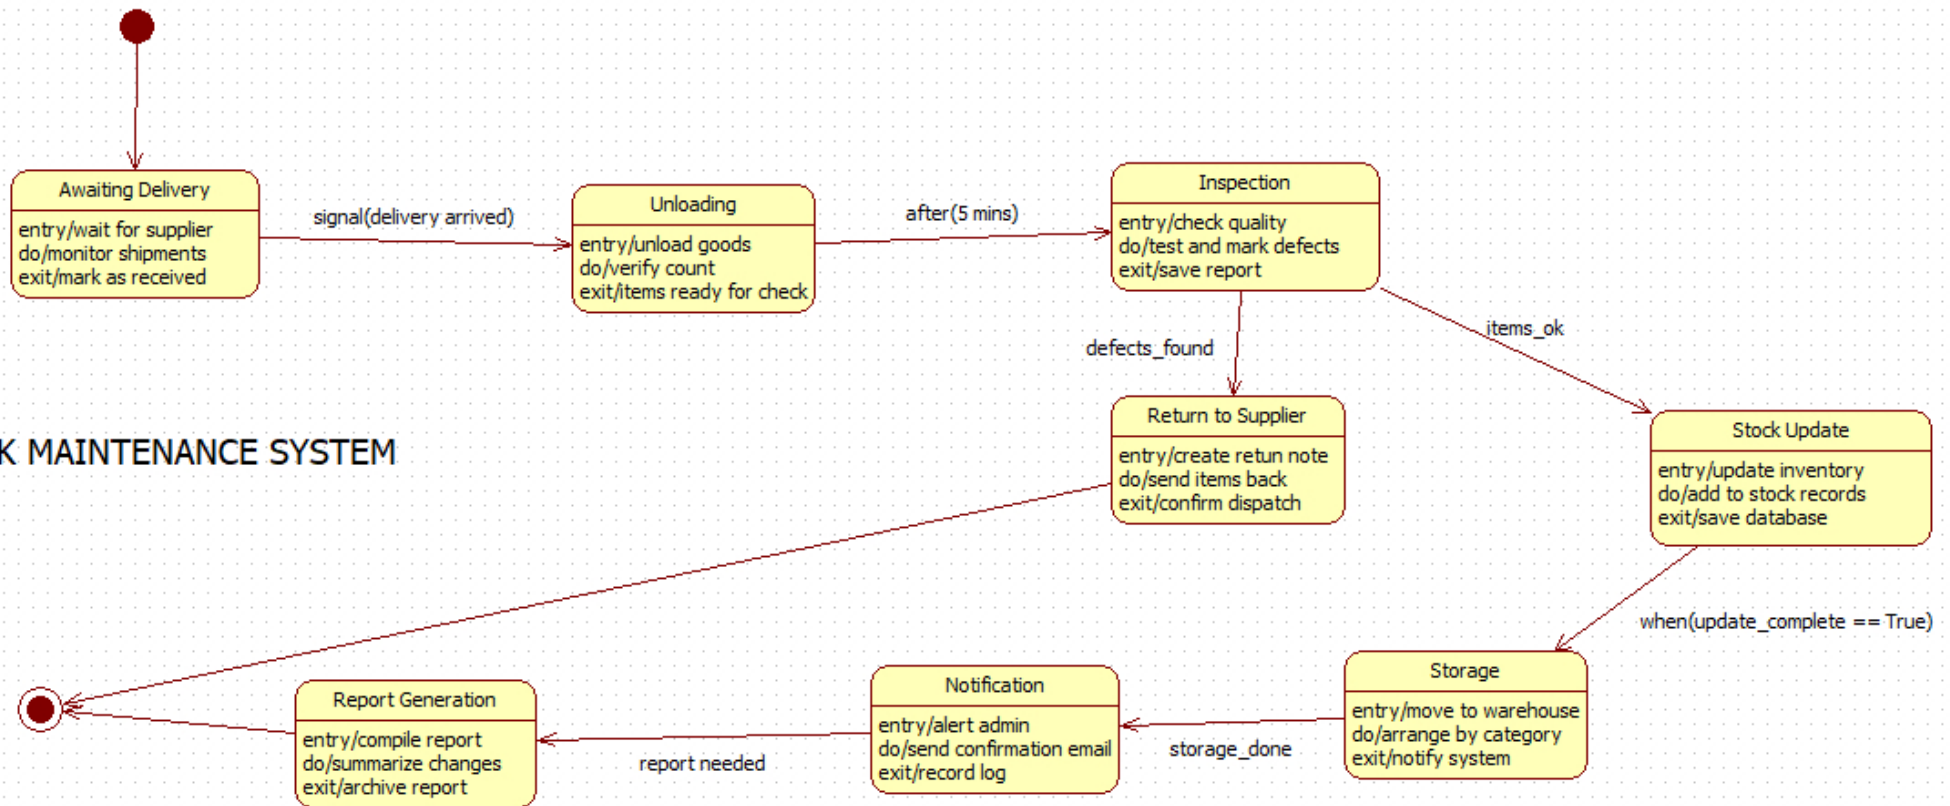 Awaiting Delivery
entry/wait for supplier
do/monitor shipments
exit/mark as received
signal(delivery arrived)
Unloading
entry/unload goods
do/verify count
exit/items ready for check
after(5 mins)
Inspection
entry/check quality
do/test and mark defects
exit/save report
defects_found
items_ok
Return to Supplier
entry/create retun note
do/send items back
exit/confirm dispatch
Stock Update
entry/update inventory
do/add to stock records
exit/save database
K MAINTENANCE SYSTEM
when(update_complete == True)
Storage
entry/move to warehouse
do/arrange by category
exit/notify system
storage_done
Notification
entry/alert admin
do/send confirmation email
exit/record log
report needed
Report Generation
entry/compile report
do/summarize changes
exit/archive report